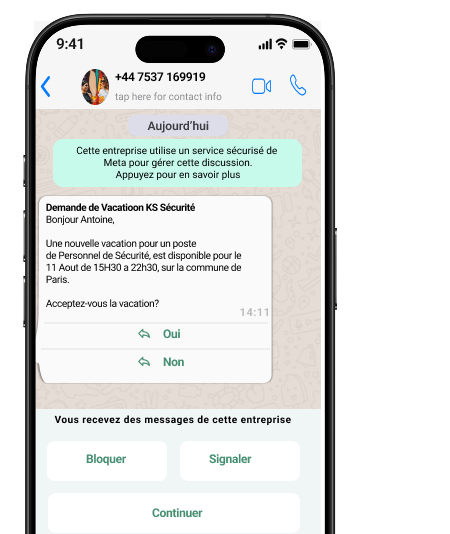 9:41
+44 7537 169919
tap here for contact info
Aujourd'hui
Cette entreprise utilise un service sécurisé de
Meta pour gérer cette discussion.
Appuyez pour en savoir plus
Demande de Vacatioon KS Sécurité
Bonjour Antoine,
Une nouvelle vacation pour un poste
de Personnel de Sécurité, est disponible pour le
11 Aout de 15H30 a 22h30, sur la commune de
Paris.
Acceptez-vous la vacation?
14:11
Oui
Non
Vous recevez des messages de cette entreprise
Bloquer
Signaler
Continuer